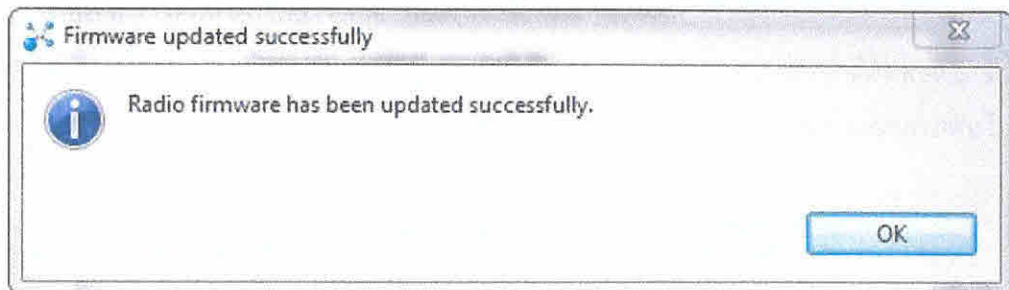 Firmware updated successfully
Radio firmware has been updated successfully.
OK